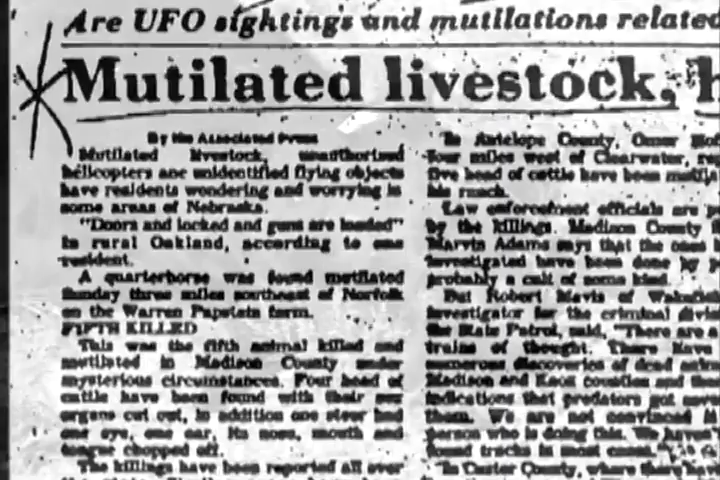 Are UFO sightings and mutilations related
Mutilated livestock, h
By the Associated Press
Mutilated livestock, unauthorized
helicopters and unidentified flying objects
have residents wondering and worrying in
some areas of Nebraska.
"Doors and locked and guns are loaded"
in rural Oakland, according to one
resident.
A quarterhorse was found mutilated
Sunday three miles southeast of Norfolk
on the Warren Papstein farm.
FIFTH KILLED
This was the fifth animal killed and
mutilated in Madison County under
mysterious circumstances. Four head of
cattle have been found with their sex
organs cut out, in addition one steer had
one eye, one ear, its nose, mouth and
tongue chopped off.
The killings have been reported all over
In Antelope County, Omer
four miles west of Clearwater, re
five head of cattle have been mutila
his ranch.
Law enforcement officials are
by the killings. Madison County
Marvin Adams says that the ones
investigated have been done by
probably a cult of some kind.
But Robert Mavis of
investigator for the criminal divis
the State Patrol, said, "There are
trains of thought. There have
numerous discoveries of dead
Madison and Knox counties and
indications that predators got
them. We are not convinced
person who is doing this. We haven't
found tracks in most cases."
In Custer County, where there hav